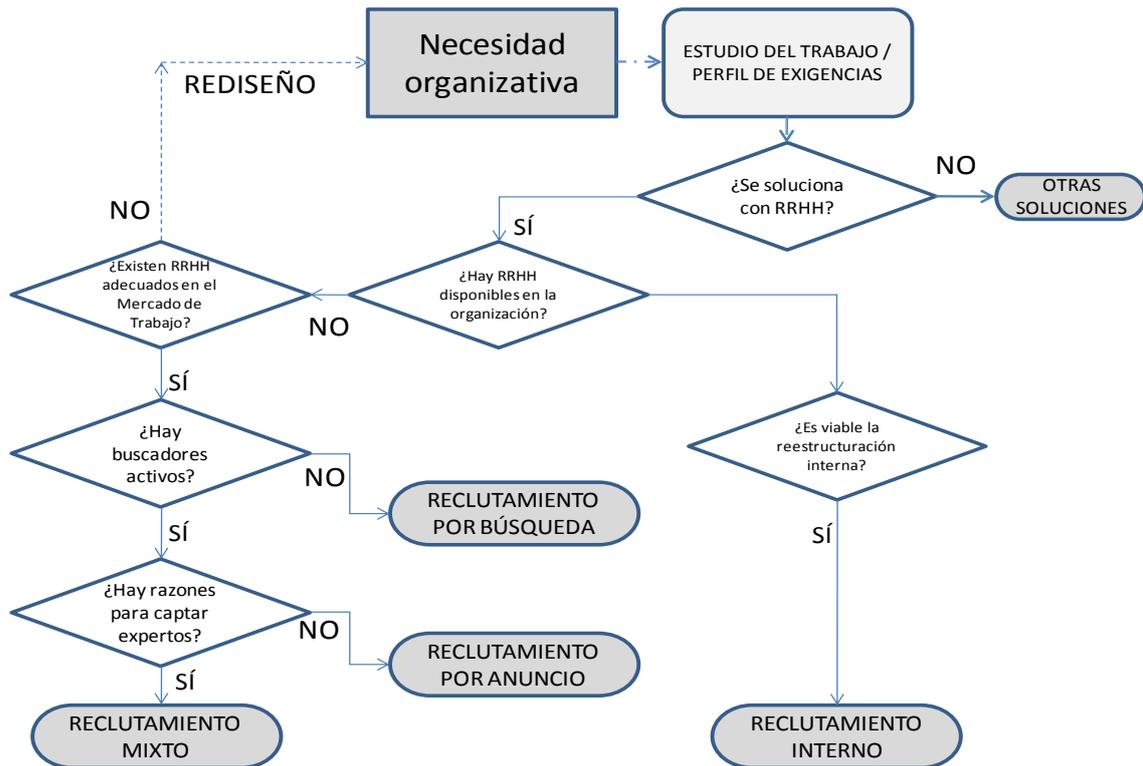 Necesidad
organizativa
ESTUDIO DEL TRABAJO /
PERFIL DE EXIGENCIAS
REDISEÑO
NO
OTRAS
SOLUCIONES
¿Se soluciona
con RRHH?
SÍ
NO
¿Existen RRHH
adecuados en el
Mercado de
Trabajo?
¿Hay RRHH
disponibles en la
organización?
NO
SÍ
¿Hay
buscadores
activos?
¿Es viable la
reestructuración
interna?
NO
RECLUTAMIENTO
POR BÚSQUEDA
SÍ
SÍ
¿Hay razones
para captar
expertos?
NO
RECLUTAMIENTO
POR ANUNCIO
SÍ
RECLUTAMIENTO
MIXTO
RECLUTAMIENTO
INTERNO